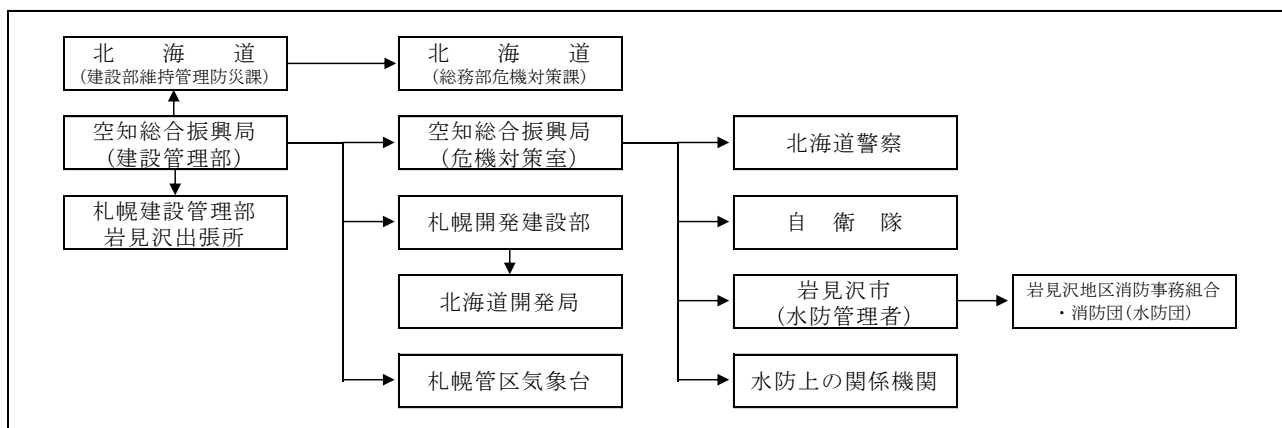 北海道
(建設部維持管理防災課)
北海道
(総務部危機対策課)
空知総合振興局
(建設管理部)
空知総合振興局
(危機対策室)
北海道警察
札幌建設管理部
岩見沢出張所
札幌開発建設部
自衛隊
北海道開発局
岩見沢市
(水防管理者)
岩見沢地区消防事務組合
・消防団(水防団)
札幌管区気象台
水防上の関係機関